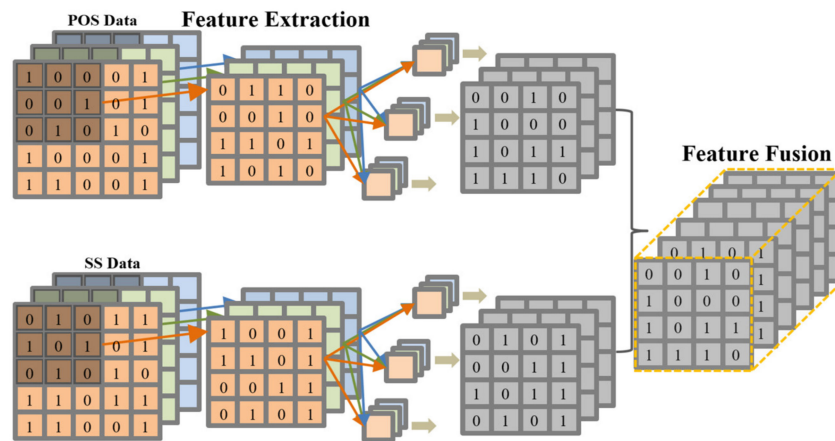 POS Data
Feature Extraction
1 0 0 0 1
0 0 1 0 1
0 1 0 1 0
1 0 0 1 1
1 1 0 0 1
0 1 1 0
0 0 1 0
1 1 0 1
0 1 0 1
0 0 1 0
1 0 0 0
1 0 1 1
1 1 1 0
Feature Fusion
0 1 0 1
0 0 1 0 1
1 0 0 0 1
1 0 1 1 1
1 1 1 0
SS Data
0 1 0 1 1
1 0 1 0 1
0 1 0 1 0
1 1 0 1 1
1 0 0 0 1
1 0 0 1
1 1 0 1
0 0 1 1
0 1 0 1
0 1 0 1
1 0 0 1
1 0 1 1
0 1 0 1